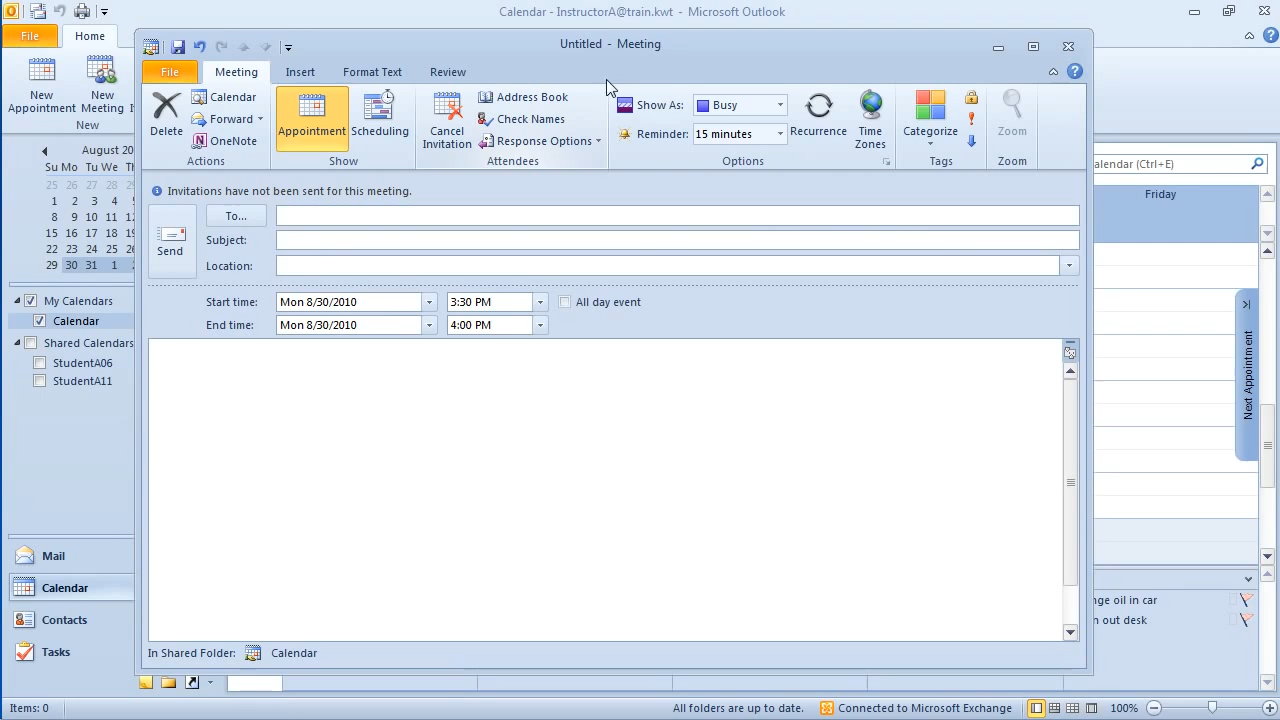 Calendar - InstructorA@train.kwt - Microsoft Outlook
File Home
New Appointment
New Meeting
New
Untitled - Meeting
File Meeting Insert Format Text Review
Delete
Calendar
Forward
OneNote
Actions
Appointment
Scheduling
Show
Cancel Invitation
Address Book
Check Names
Response Options
Attendees
Show As: Busy
Reminder: 15 minutes
Recurrence
Time Zones
Options
Categorize
Tags
Zoom
Zoom
August 20
Su Mo Tu We
25 26 27 28
1 2 3 4
8 9 10 11
15 16 17 18
22 23 24 25
29 30 31 1
My Calendars
Calendar
Shared Calendars
StudentA06
StudentA11
Invitations have not been sent for this meeting.
Send
To...
Subject:
Location:
Start time: Mon 8/30/2010 3:30 PM All day event
End time: Mon 8/30/2010 4:00 PM
In Shared Folder: Calendar
alendar (Ctrl+E)
Friday
Next Appointment
nge oil in car
n out desk
Mail
Calendar
Contacts
Tasks
Items: 0
All folders are up to date.
Connected to Microsoft Exchange
100%